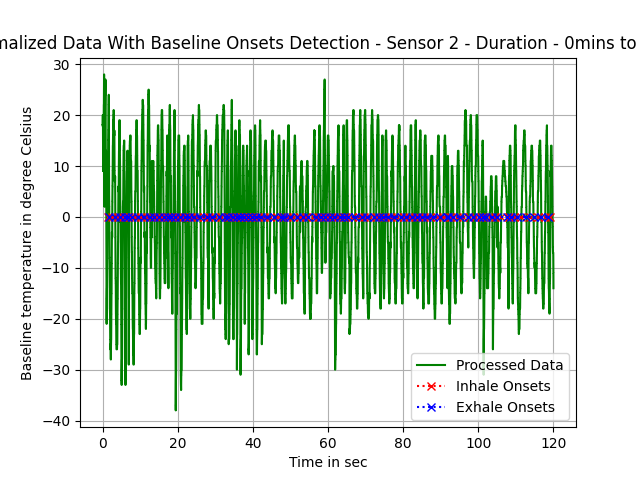 malized Data With Baseline Onsets Detection - Sensor 2 - Duration - 0mins to
30
20
10
0
−10
−20
−30
−40
Baseline temperature in degree Celsius
0 20 40 60 80 100 120
Time in sec
Processed Data
Inhale Onsets
Exhale Onsets